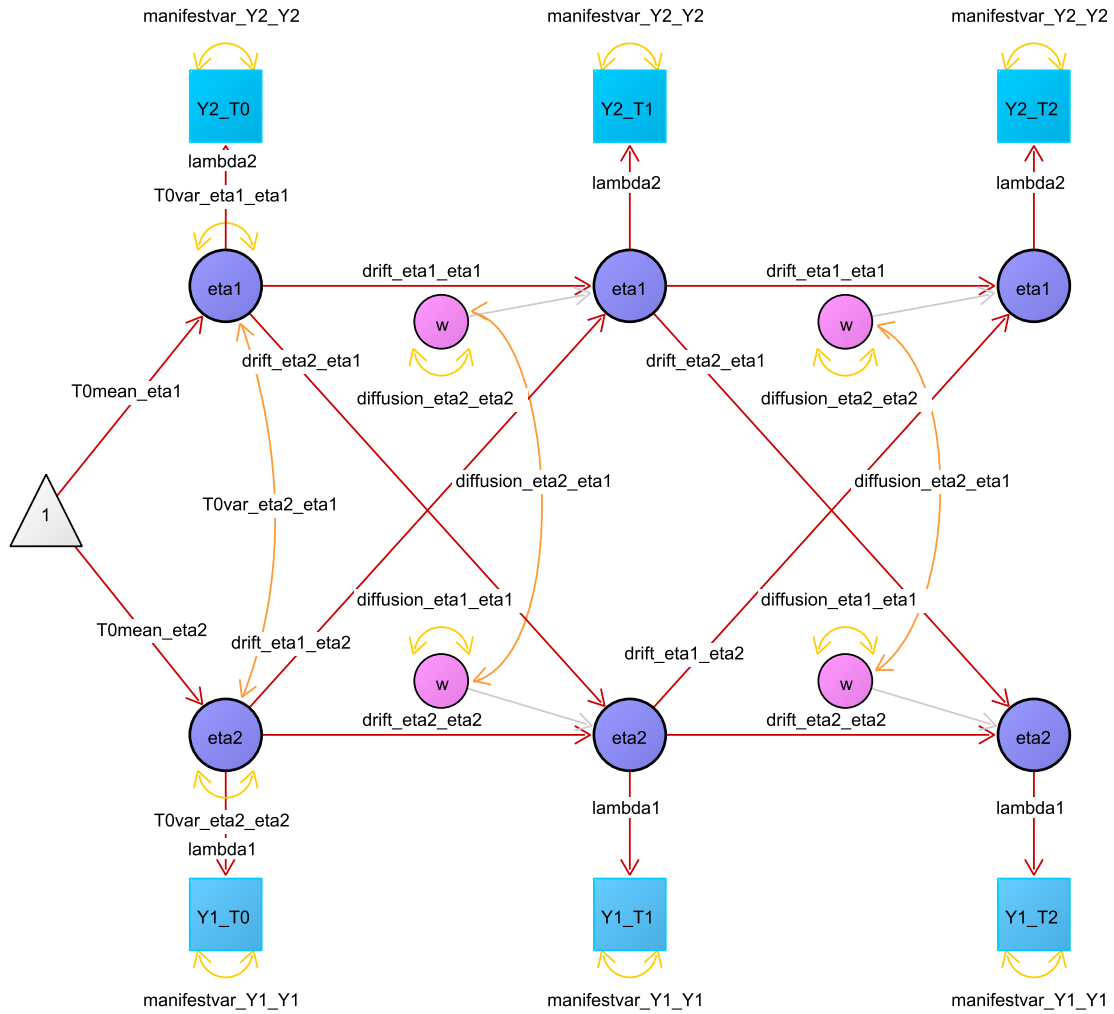 manifestvar_Y2_Y2
manifestvar_Y2_Y2
manifestvar_Y2_Y2
Y2_T0
Y2_T1
Y2_T2
lambda2
lambda2
lambda2
T0var_eta1_eta1
drift_eta1_eta1
drift_eta1_eta1
eta1
eta1
eta1
w
w
drift_eta2_eta1
drift_eta2_eta1
T0mean_eta1
diffusion_eta2_eta2
diffusion_eta2_eta2
diffusion_eta2_eta1
diffusion_eta2_eta1
T0var_eta2_eta1
1
diffusion_eta1_eta1
diffusion_eta1_eta1
T0mean_eta2
drift_eta1_eta2
drift_eta1_eta2
w
w
drift_eta2_eta2
drift_eta2_eta2
eta2
eta2
eta2
lambda1
lambda1
T0var_eta2_eta2
lambda1
Y1_T0
Y1_T1
Y1_T2
manifestvar_Y1_Y1
manifestvar_Y1_Y1
manifestvar_Y1_Y1